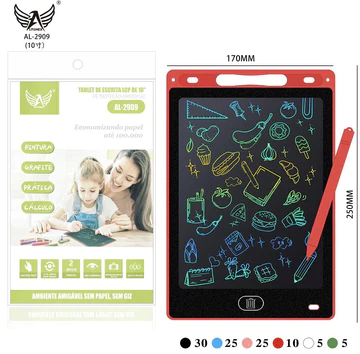 AL-2909
(10寸)
TABLET DE ESCRITA LCP DE 10"
AL-2909
Economizando papel
até 100.000
PINTURA
GRAFITE
PRÁTICA
CÁLCULO
AMBIENTE AMIGÁVEL SEM PAPEL, SEM GIZ
170MM
250MM
30 25 25 10 5 5